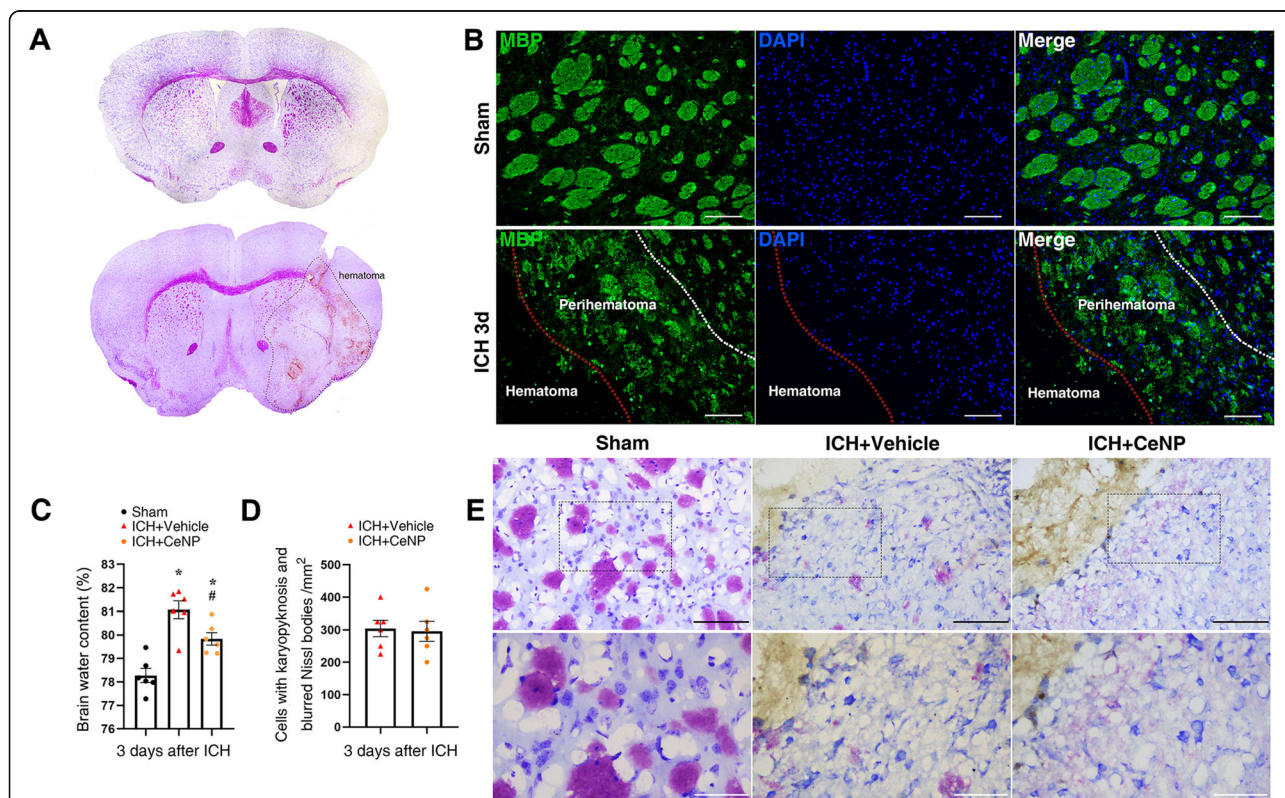 A
hematoma
B
MBP
DAPI
Merge
Sham
MBP
DAPI
Merge
ICH 3d
Perihematoma
Perihematoma
Hematoma
Hematoma
Hematoma
C
Sham
ICH+Vehicle
ICH+CeNP
Brain water content (%)
83
82
81
80
79
78
77
76
*
*
#
3 days after ICH
D
ICH+Vehicle
ICH+CeNP
Cells with karyopyknosis and
blurred Nissl bodies /mm²
500
400
300
200
100
0
3 days after ICH
E
Sham
ICH+Vehicle
ICH+CeNP